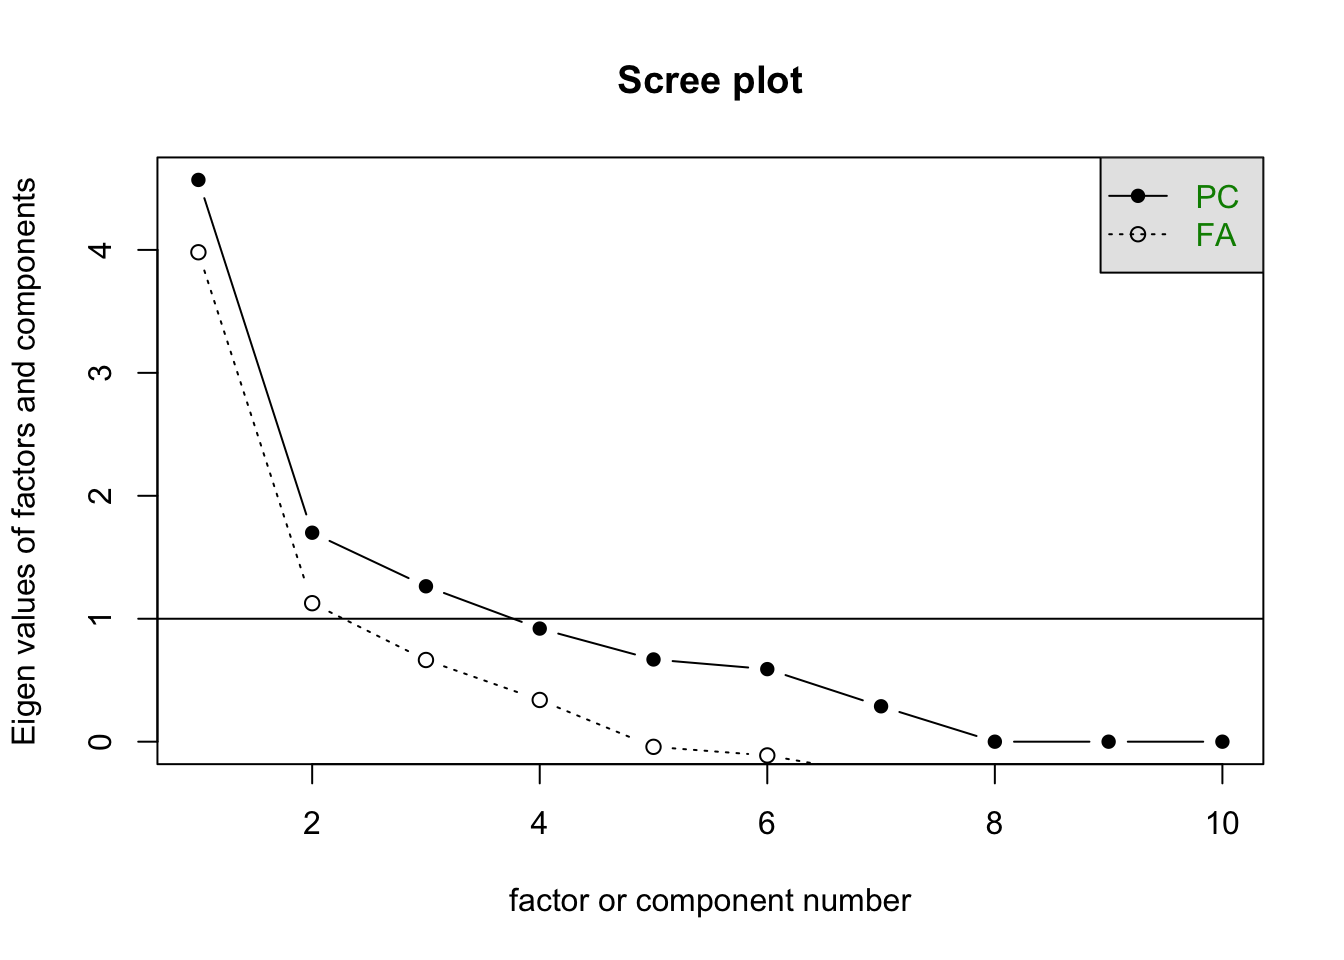 Scree plot
PC
FA
Eigen values of factors and components
4
3
2
1
0
2
4
6
8
10
factor or component number